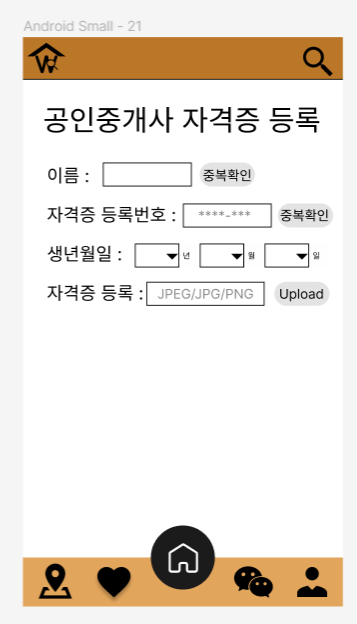 Android Small - 21
공인중개사 자격증 등록
이름 : 중복확인
자격증 등록번호 : ****-*** 중복확인
생년월일 : 년 월 일
자격증 등록 : JPEG/JPG/PNG Upload